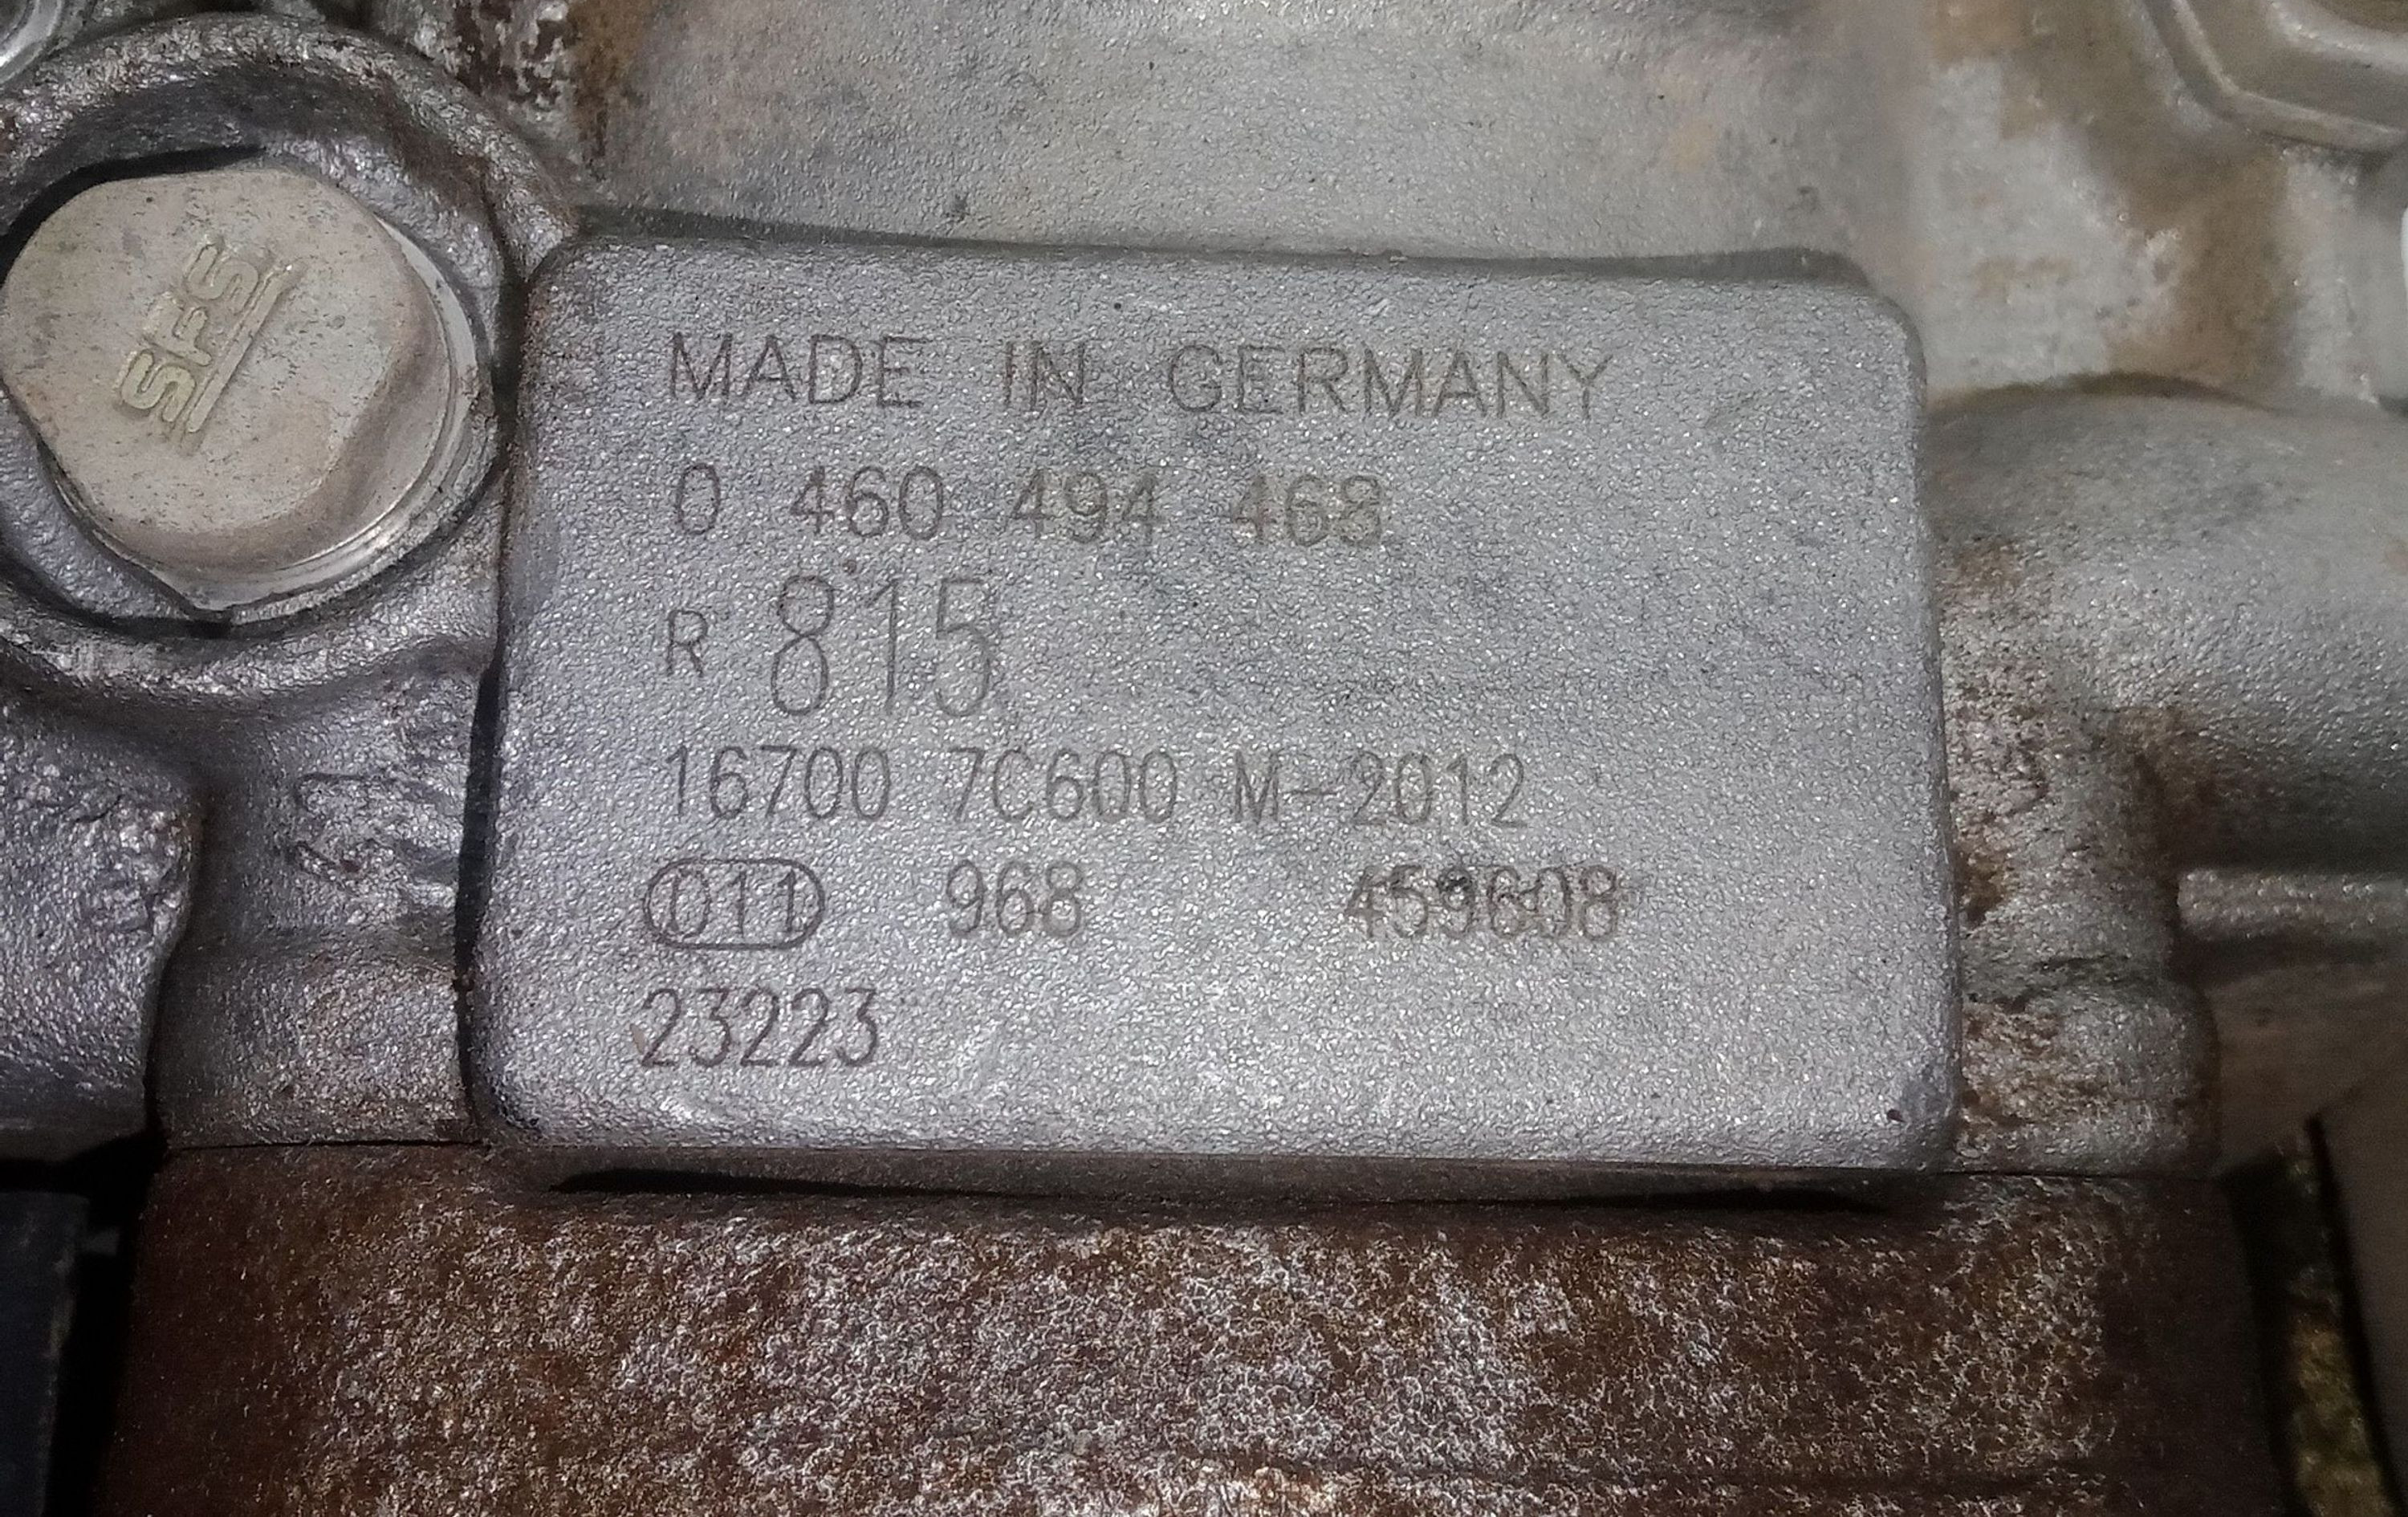 SFS
MADE IN GERMANY
0 460 494 468
R 815
16700 7C600 M-2012
011 968 459608
23223